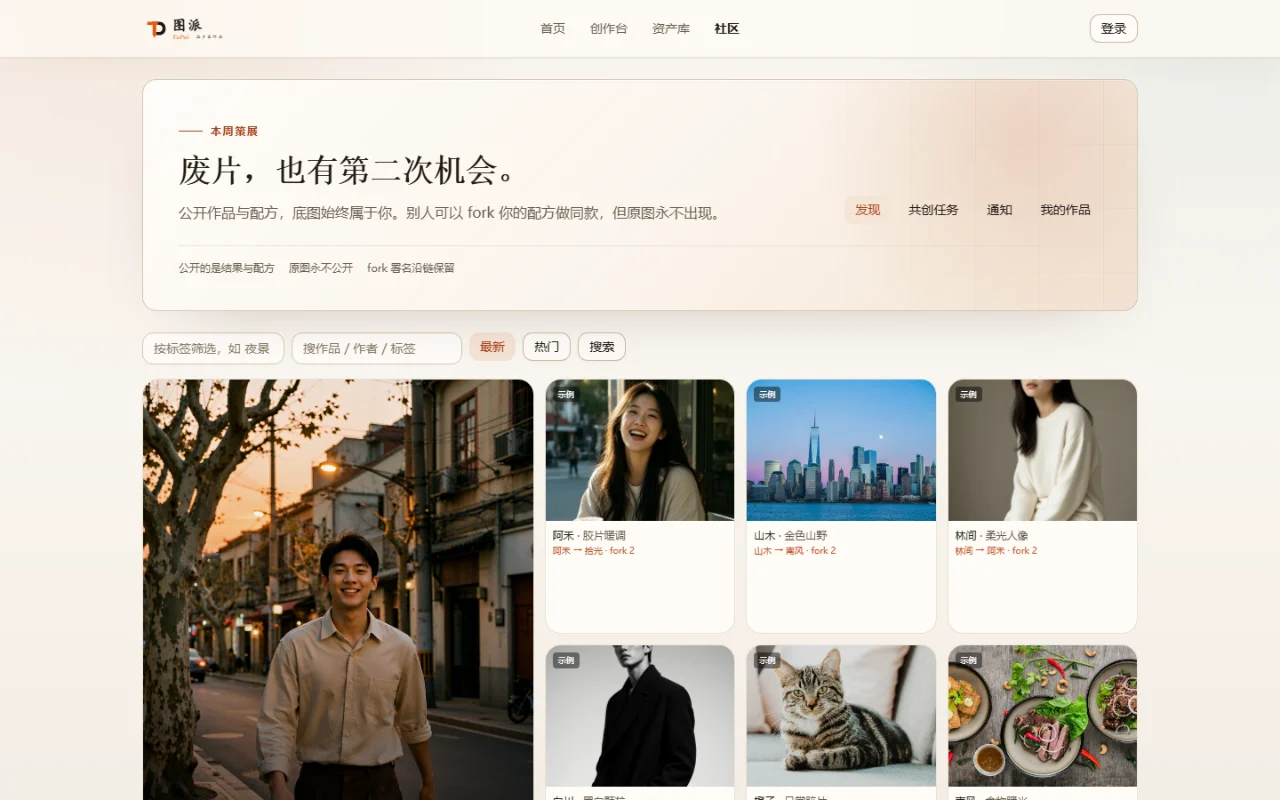 图派
首页 创作台 资产库 社区
登录
本周策展
废片，也有第二次机会。
公开作品与配方，底图始终属于你。别人可以 fork 你的配方做同款，但原图永不出现。
发现 共创任务 通知 我的作品
公开的是结果与配方 原图永不公开 fork 署名沿链保留
按标签筛选，如 夜景 搜作品 / 作者 / 标签 最新 热门 搜索
示例 示例 示例
阿禾 · 胶片暖调
阿禾 → 拾光 · fork 2
山木 · 金色山野
山木 → 南风 · fork 2
林间 · 柔光人像
林间 → 阿禾 · fork 2
示例 示例 示例